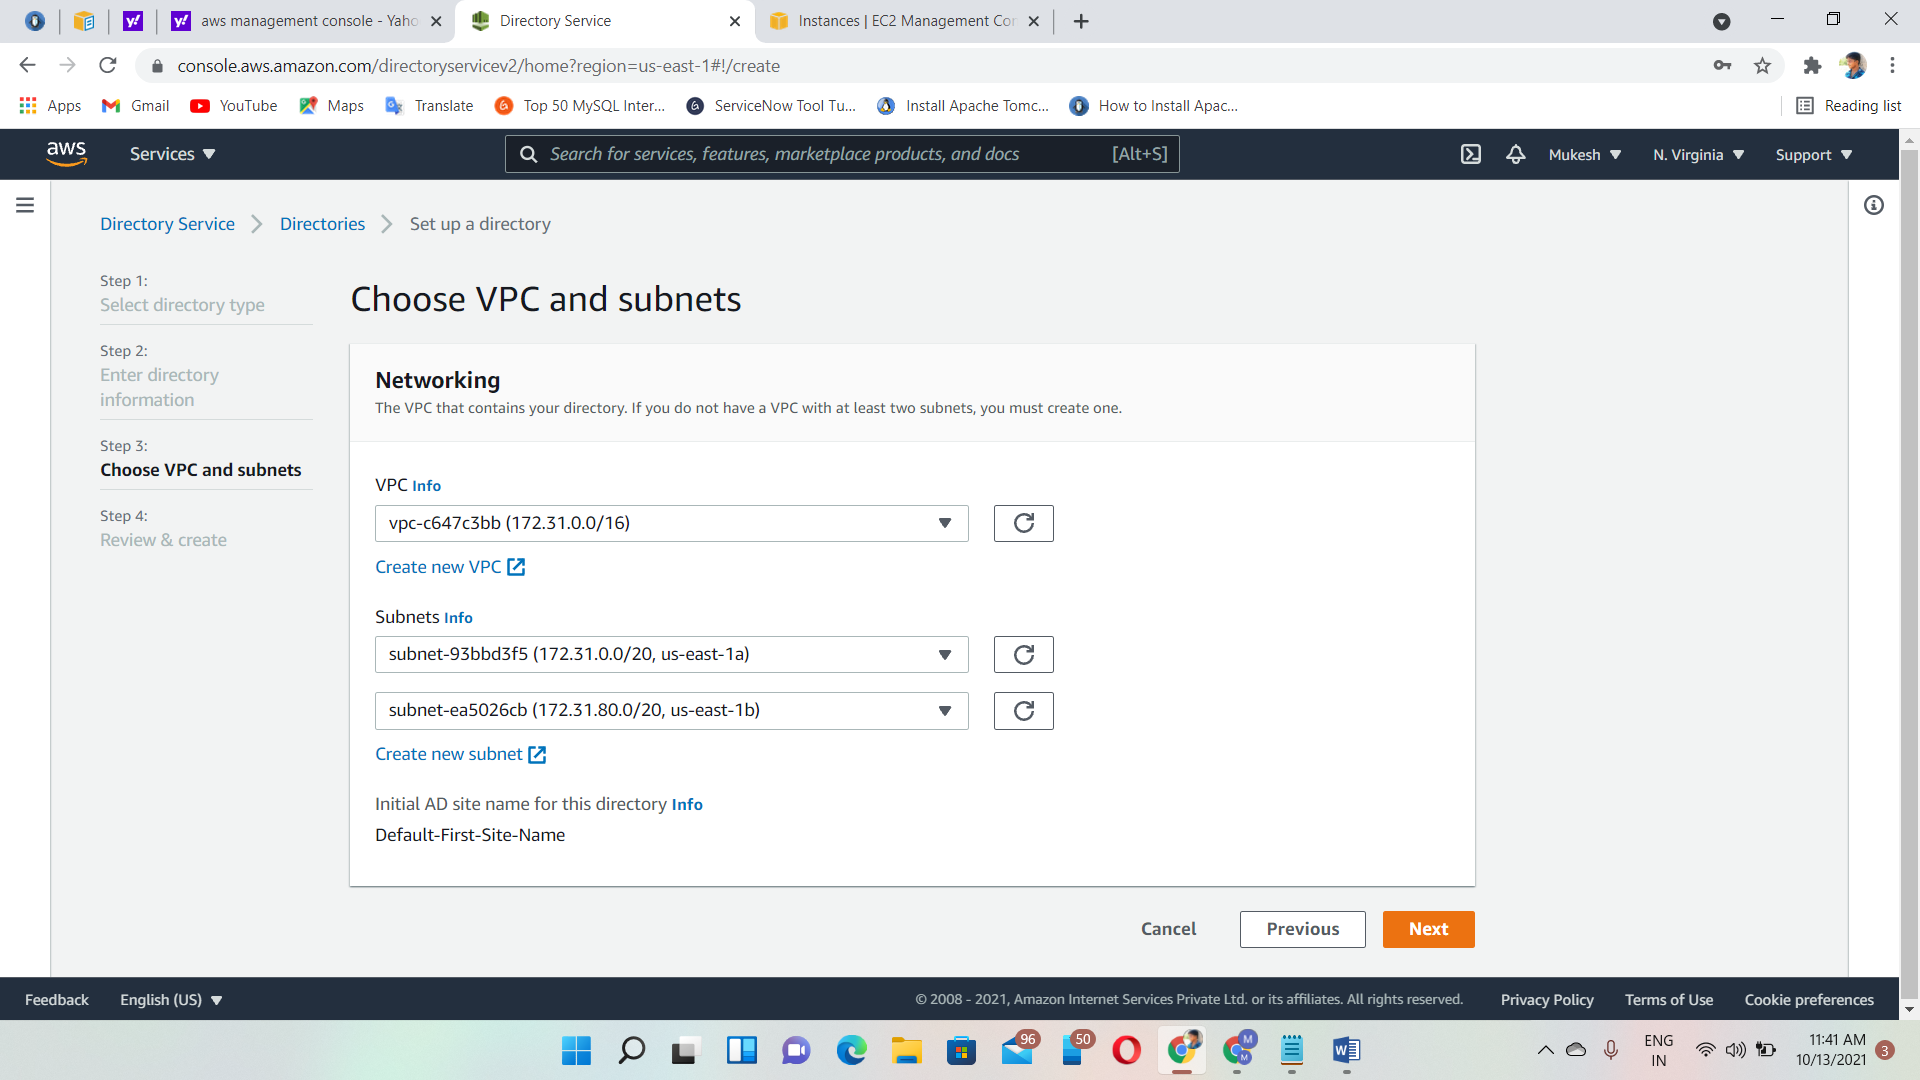 aws management console - Yaho
Directory Service
Instances | EC2 Management Con
console.aws.amazon.com/directoryservicev2/home?region=us-east-1#!/create
Apps
Gmail
YouTube
Maps
Translate
Top 50 MySQL Inter...
ServiceNow Tool Tu...
Install Apache Tomc...
How to Install Apac...
Reading list
aws
Services
Search for services, features, marketplace products, and docs
[Alt+S]
Mukesh
N. Virginia
Support
Directory Service
Directories
Set up a directory
Step 1:
Select directory type
Step 2:
Enter directory
information
Step 3:
Choose VPC and subnets
Step 4:
Review & create
Choose VPC and subnets
Networking
The VPC that contains your directory. If you do not have a VPC with at least two subnets, you must create one.
VPC Info
vpc-c647c3bb (172.31.0.0/16)
Create new VPC
Subnets Info
subnet-93bbd3f5 (172.31.0.0/20, us-east-1a)
subnet-ea5026cb (172.31.80.0/20, us-east-1b)
Create new subnet
Initial AD site name for this directory Info
Default-First-Site-Name
Cancel
Previous
Next
Feedback
English (US)
© 2008 - 2021, Amazon Internet Services Private Ltd. or its affiliates. All rights reserved.
Privacy Policy
Terms of Use
Cookie preferences
96
50
M
M
ENG
IN
11:41 AM
10/13/2021
3